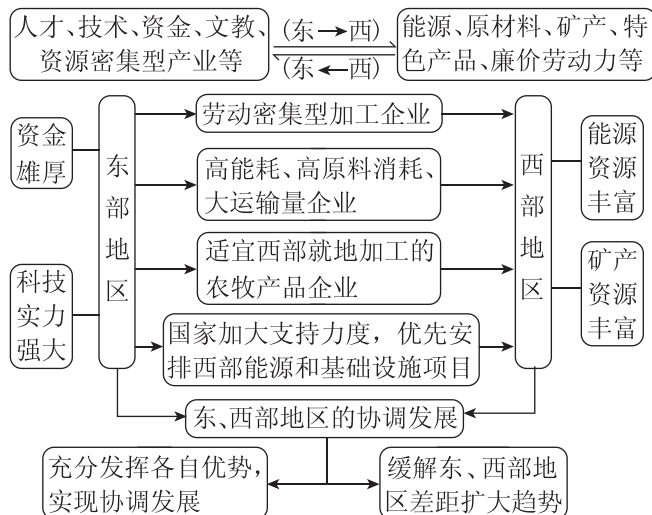 人才、技术、资金、文教、
资源密集型产业等
(东→西)
(东←西)
能源、原材料、矿产、特
色产品、廉价劳动力等
资金
雄厚
科技
实力
强大
东
部
地
区
劳动密集型加工企业
高能耗、高原料消耗、
大运输量企业
适宜西部就地加工的
农牧产品企业
国家加大支持力度，优先安
排西部能源和基础设施项目
西
部
地
区
能源
资源
丰富
矿产
资源
丰富
东、西部地区的协调发展
充分发挥各自优势，
实现协调发展
缓解东、西部地
区差距扩大趋势